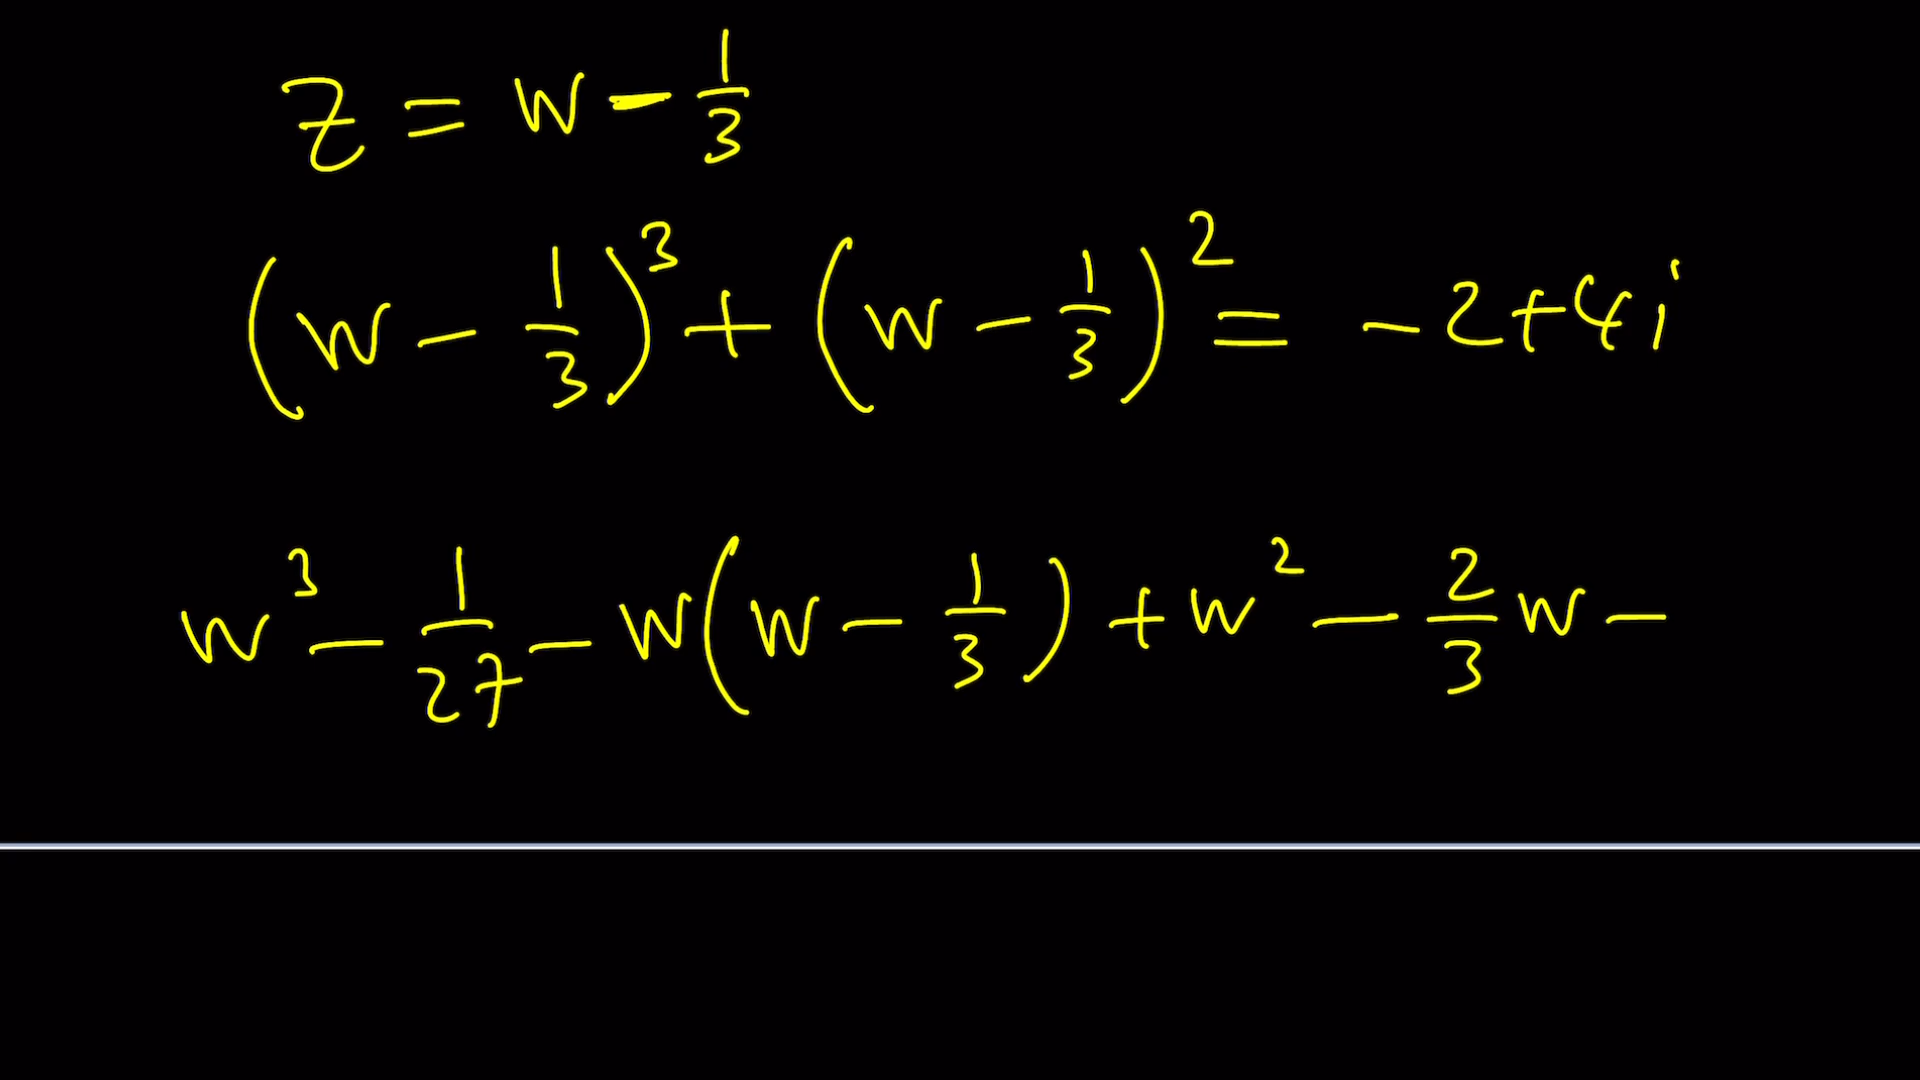 z = w - 1/3
(w - 1/3)³ + (w - 1/3)² = -2+4i
w³ - 1/27 - w(w - 1/3) + w² - 2/3 w -